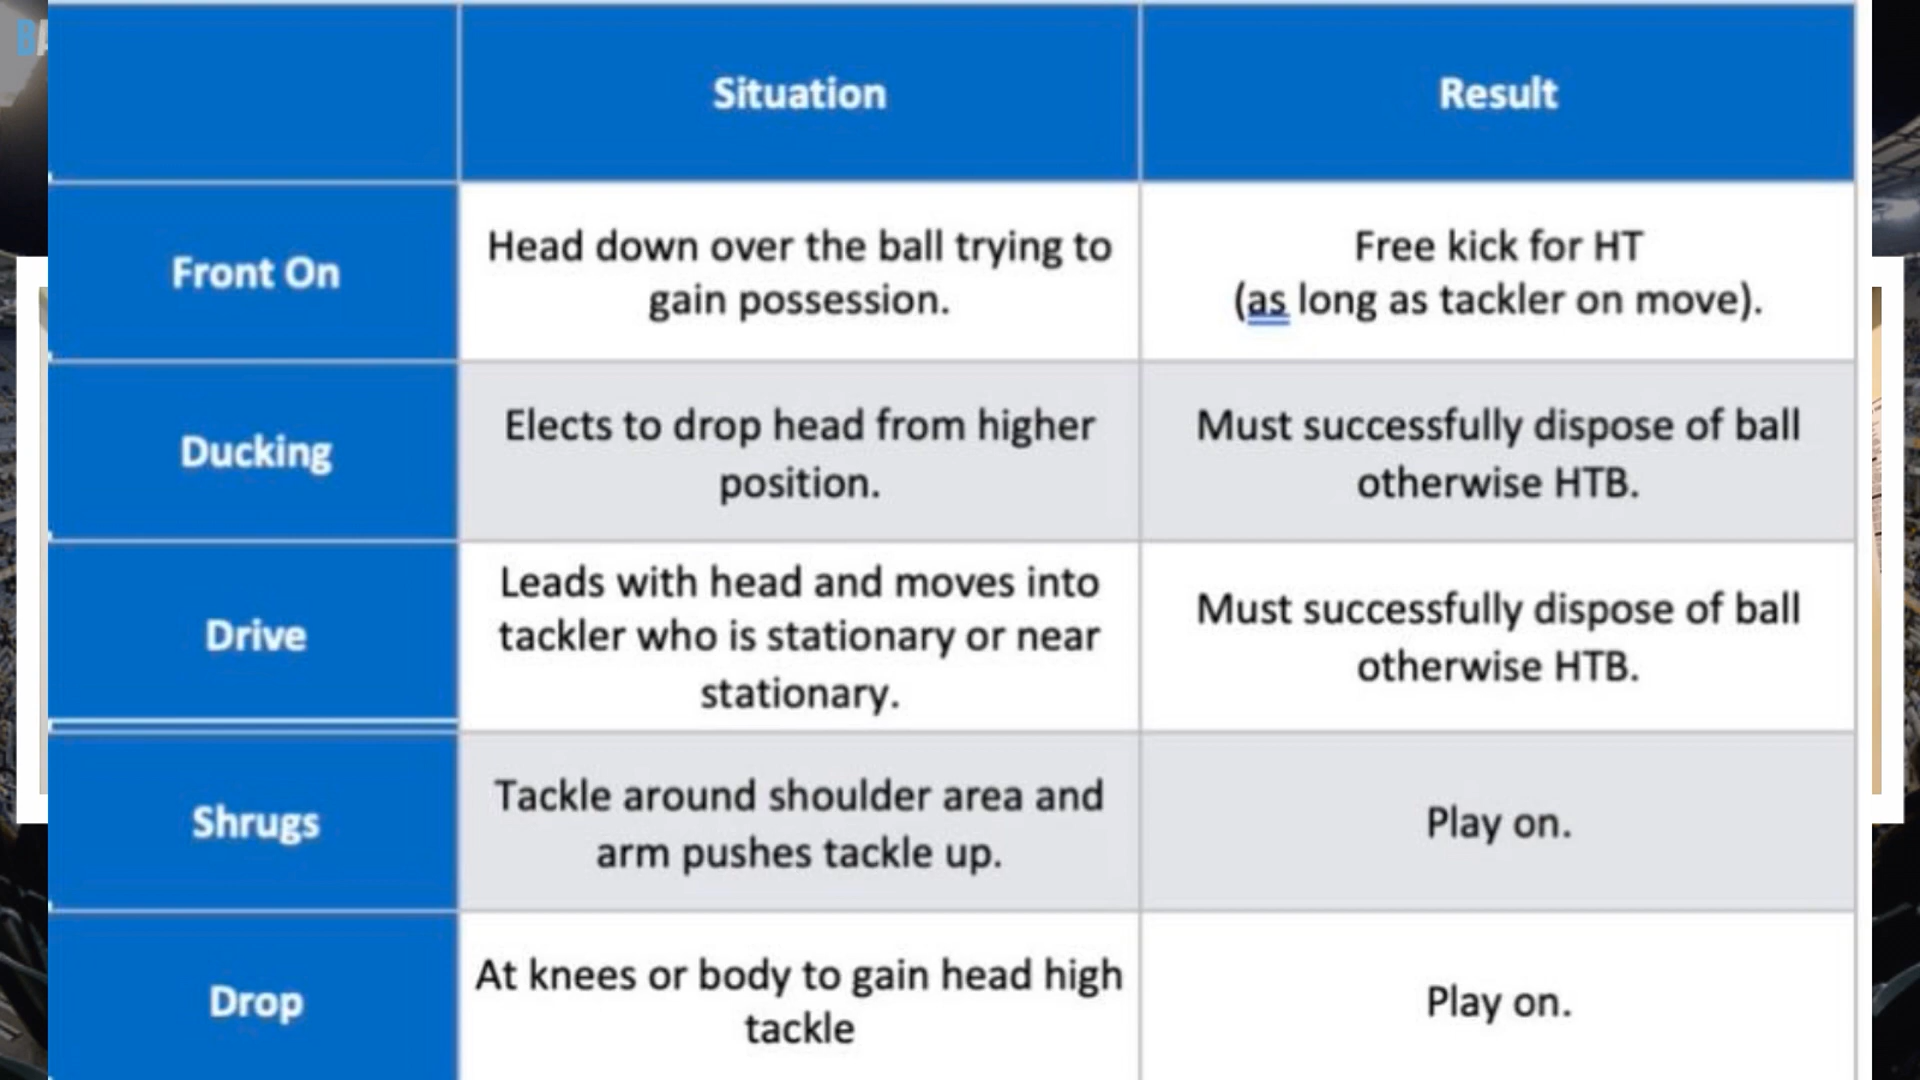 Situation
Result
Front On
Head down over the ball trying to
gain possession.
Free kick for HT
(as long as tackler on move).
Ducking
Elects to drop head from higher
position.
Must successfully dispose of ball
otherwise HTB.
Drive
Leads with head and moves into
tackler who is stationary or near
stationary.
Must successfully dispose of ball
otherwise HTB.
Shrugs
Tackle around shoulder area and
arm pushes tackle up.
Play on.
Drop
At knees or body to gain head high
tackle
Play on.